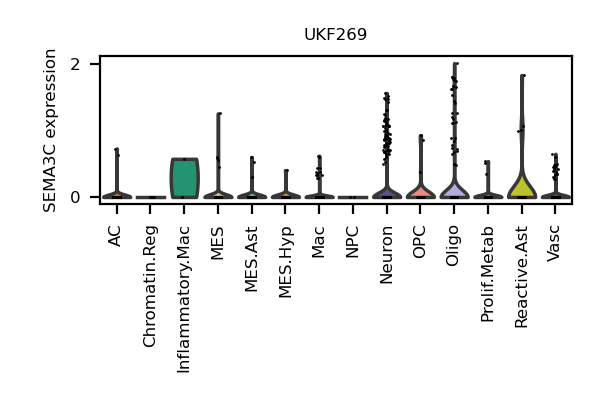 UKF269
SEMA3C expression
2
0
AC
Chromatin.Reg
Inflammatory.Mac
MES
MES.Ast
MES.Hyp
Mac
NPC
Neuron
OPC
Oligo
Prolif.Metab
Reactive.Ast
Vasc